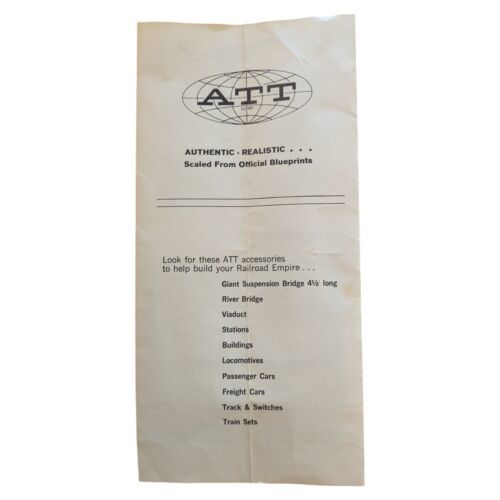 ATT
CORP.
AUTHENTIC · REALISTIC . . .
Scaled From Official Blueprints
Look for these ATT accessories
to help build your Railroad Empire . . .
Giant Suspension Bridge 4½ long
River Bridge
Viaduct
Stations
Buildings
Locomotives
Passenger Cars
Freight Cars
Track & Switches
Train Sets